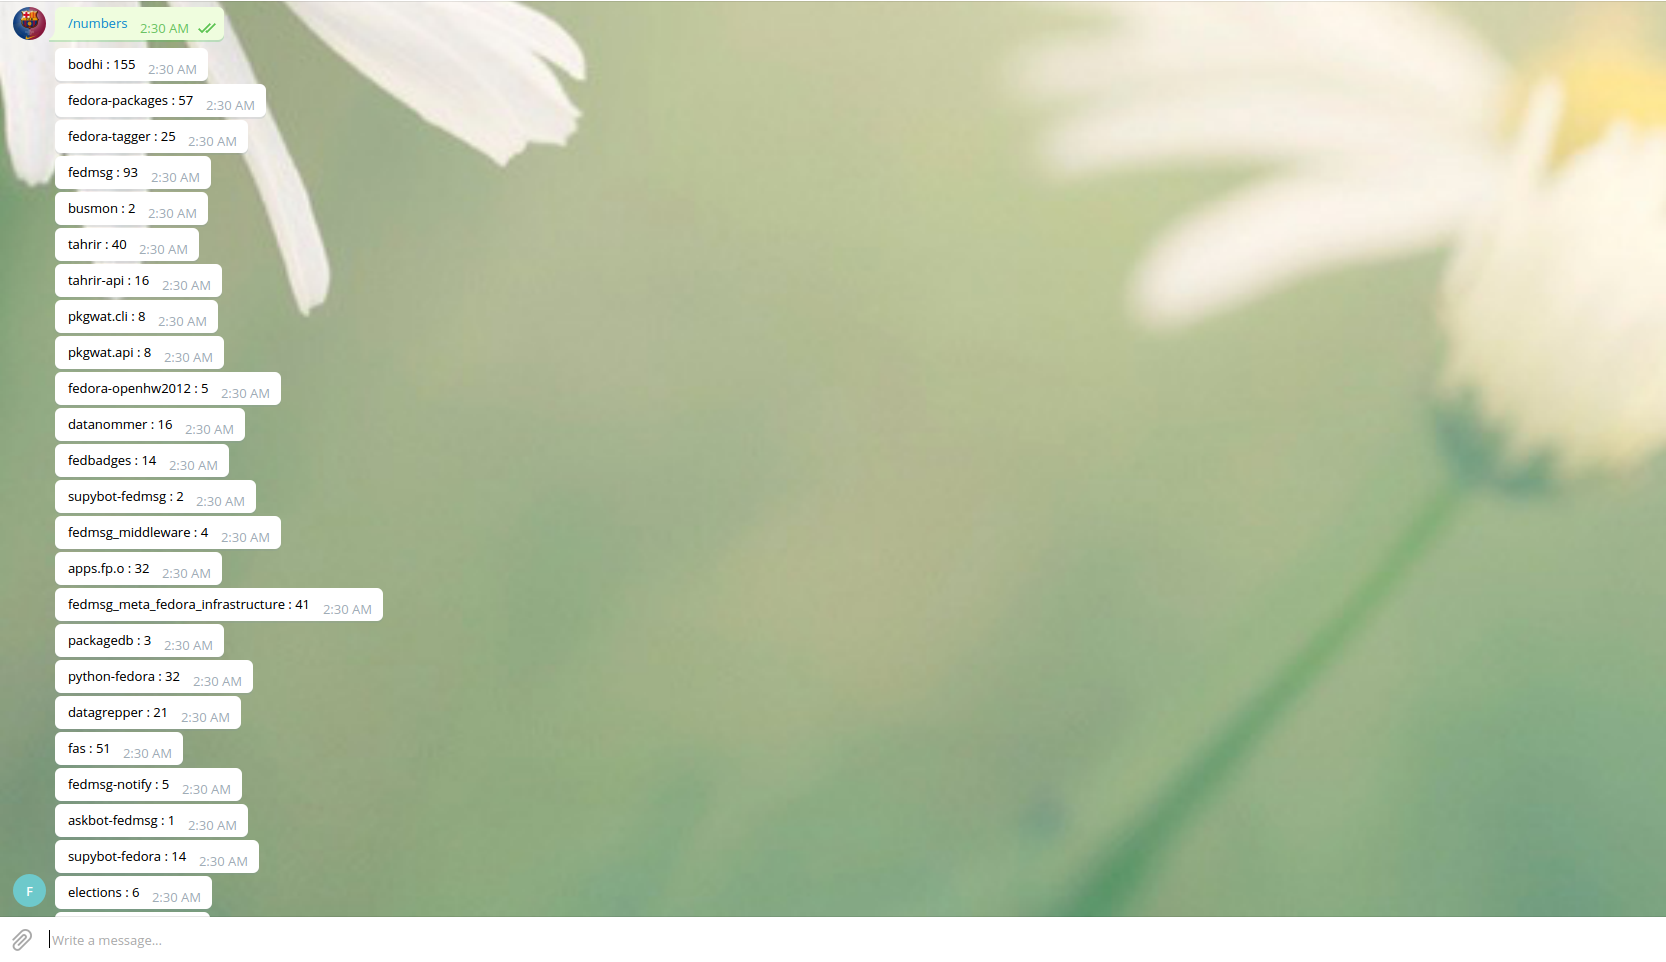 /numbers 2:30 AM
bodhi : 155 2:30 AM
fedora-packages : 57 2:30 AM
fedora-tagger : 25 2:30 AM
fedmsg : 93 2:30 AM
busmon : 2 2:30 AM
tahrir : 40 2:30 AM
tahrir-api : 16 2:30 AM
pkgwat.cli : 8 2:30 AM
pkgwat.api : 8 2:30 AM
fedora-openhw2012 : 5 2:30 AM
datanommer : 16 2:30 AM
fedbadges : 14 2:30 AM
supybot-fedmsg : 2 2:30 AM
fedmsg_middleware : 4 2:30 AM
apps.fp.o : 32 2:30 AM
fedmsg_meta_fedora_infrastructure : 41 2:30 AM
packagedb : 3 2:30 AM
python-fedora : 32 2:30 AM
datagrepper : 21 2:30 AM
fas : 51 2:30 AM
fedmsg-notify : 5 2:30 AM
askbot-fedmsg : 1 2:30 AM
supybot-fedora : 14 2:30 AM
F elections : 6 2:30 AM
Write a message...